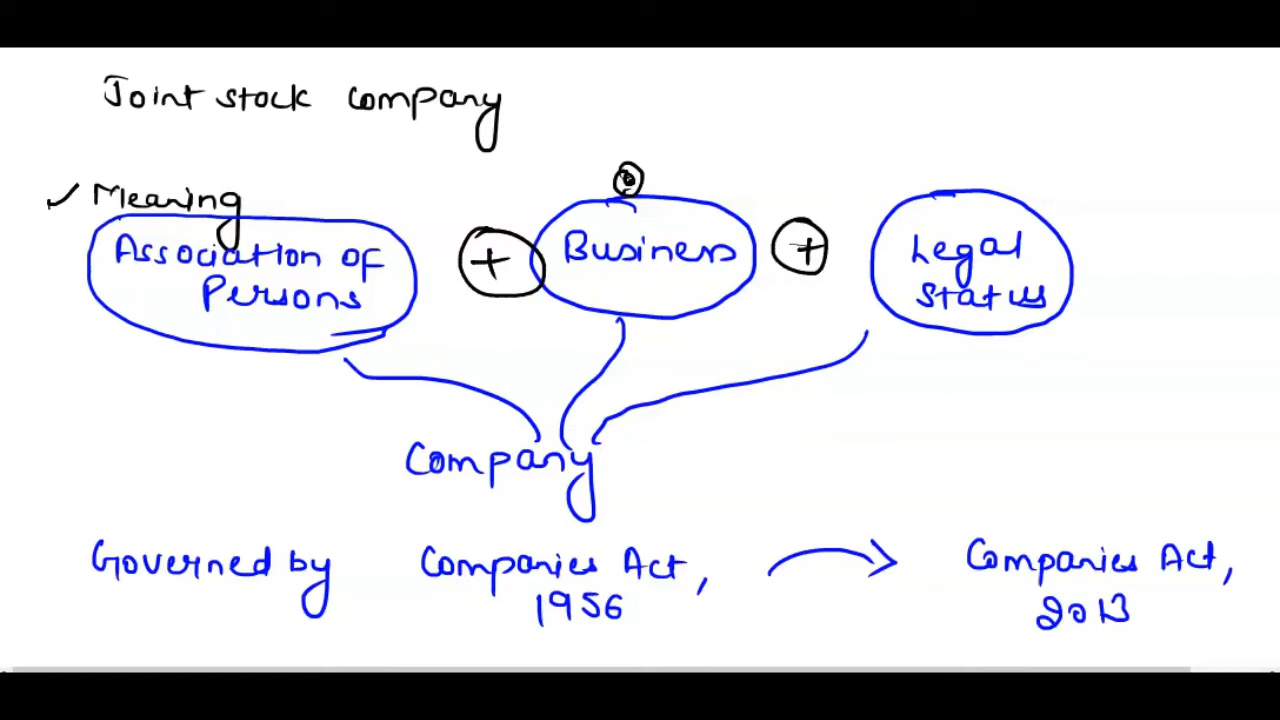 Joint stock company
✓ Meaning
Association of
Persons
+
Business
+
Legal
Status
Company
Governed by
Companies Act,
1956
Companies Act,
2013